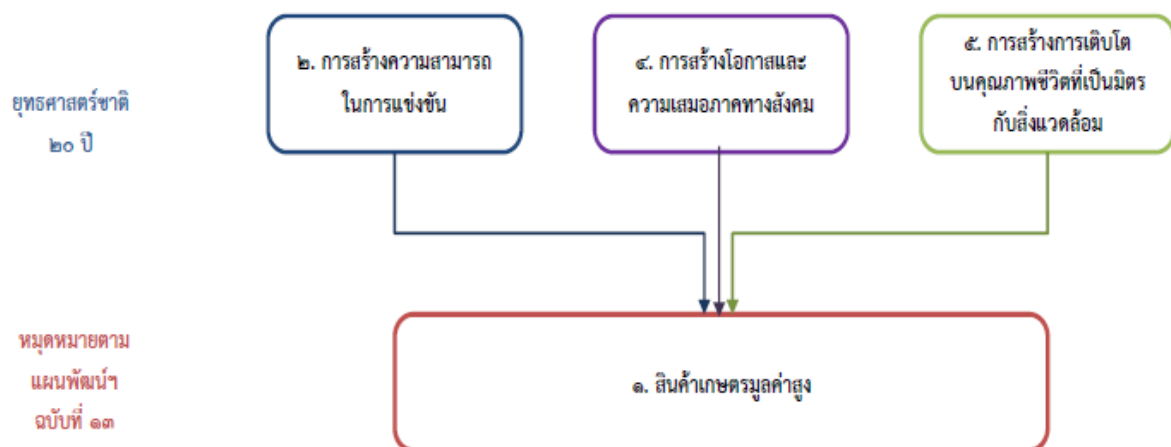 ยุทธศาสตร์ชาติ
๒๐ ปี
๒. การสร้างความสามารถ
ในการแข่งขัน
๔. การสร้างโอกาสและ
ความเสมอภาคทางสังคม
๕. การสร้างการเติบโต
บนคุณภาพชีวิตที่เป็นมิตร
กับสิ่งแวดล้อม
หมุดหมายตาม
แผนพัฒน์ฯ
ฉบับที่ ๑๓
๑. สินค้าเกษตรมูลค่าสูง